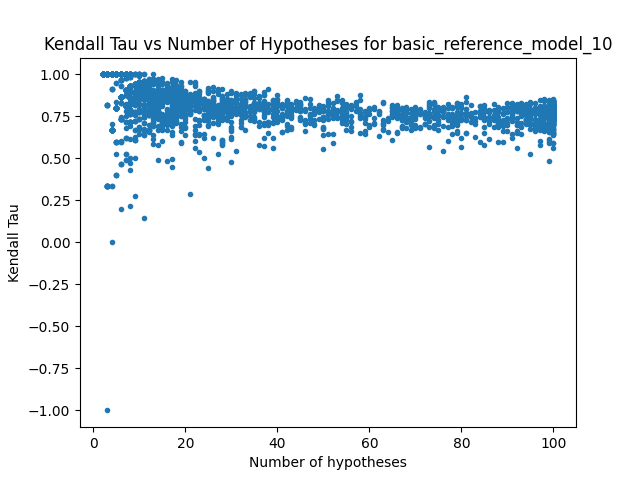 Kendall Tau vs Number of Hypotheses for basic_reference_model_10
1.00
0.75
0.50
0.25
0.00
−0.25
−0.50
−0.75
−1.00
Kendall Tau
0 20 40 60 80 100
Number of hypotheses